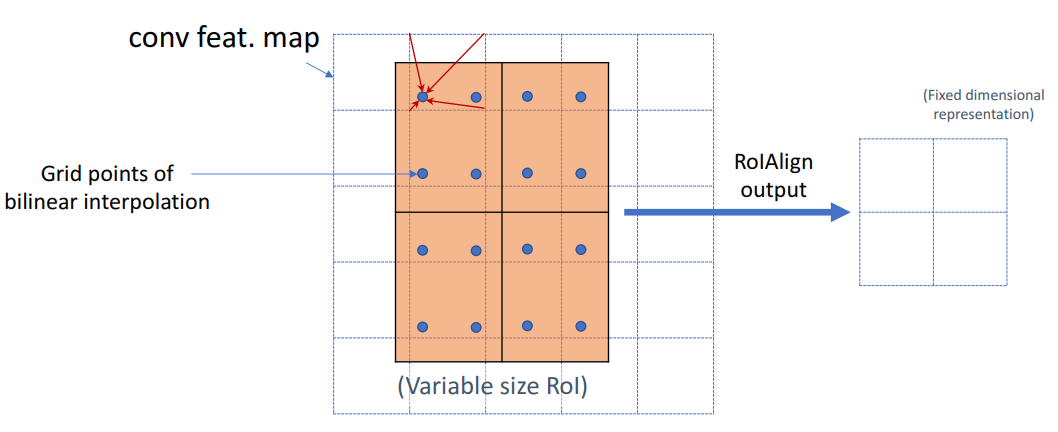 conv feat. map
Grid points of
bilinear interpolation
(Variable size RoI)
RoIAlign
output
(Fixed dimensional
representation)